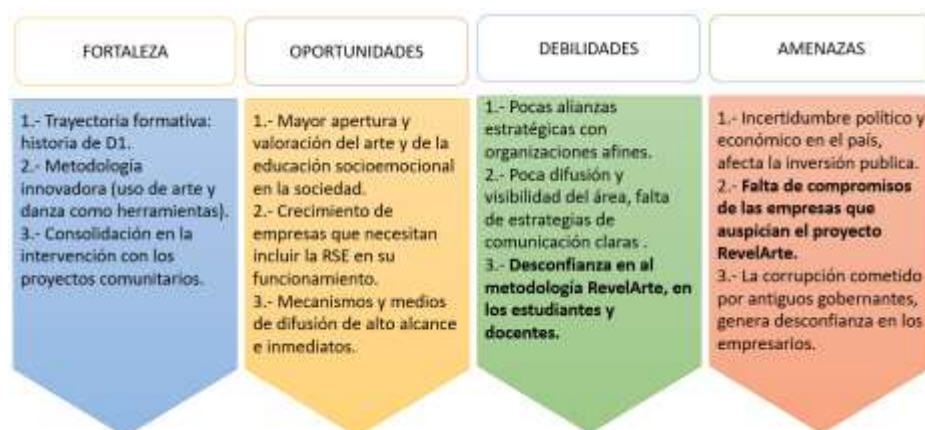 FORTALEZA
1.- Trayectoria formativa:
historia de D1.
2.- Metodología
innovadora (uso de arte y
danza como herramientas).
3.- Consolidación en la
intervención con los
proyectos comunitarios.
OPORTUNIDADES
1.- Mayor apertura y
valoración del arte y de la
educación socioemocional
en la sociedad.
2.- Crecimiento de
empresas que necesitan
incluir la RSE en su
funcionamiento.
3.- Mecanismos y medios
de difusión de alto alcance
e inmediatos.
DEBILIDADES
1.- Pocas alianzas
estratégicas con
organizaciones afines.
2.- Poca difusión y
visibilidad del área, falta
de estrategias de
comunicación claras .
3.- Desconfianza en al
metodología RevelArte, en
los estudiantes y
docentes.
AMENAZAS
1.- Incertidumbre político y
económico en el país,
afecta la inversión publica.
2.- Falta de compromisos
de las empresas que
auspician el proyecto
RevelArte.
3.- La corrupción cometido
por antiguos gobernantes,
genera desconfianza en los
empresarios.